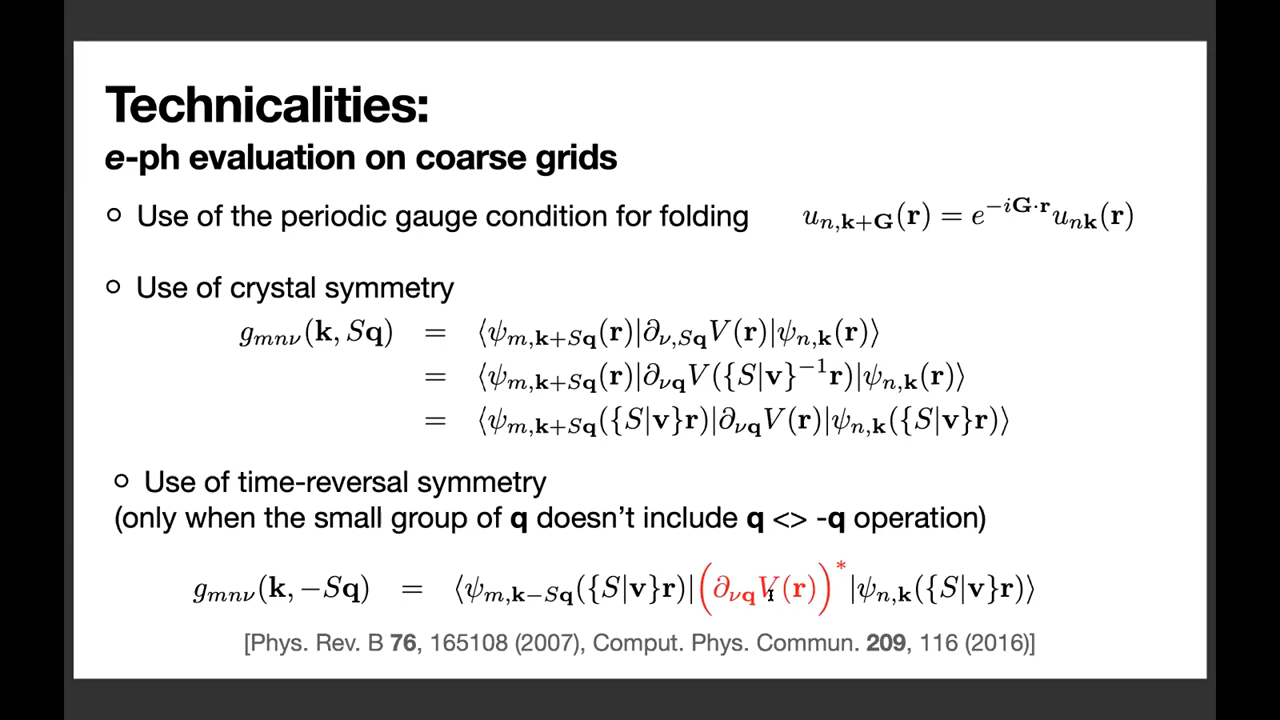 Technicalities:
e-ph evaluation on coarse grids
○ Use of the periodic gauge condition for folding u_{n,k+G}(r) = e^{-iG·r} u_{nk}(r)
○ Use of crystal symmetry
g_{mnν}(k, Sq) = ⟨ψ_{m,k+Sq}(r)|∂_{ν,Sq}V(r)|ψ_{n,k}(r)⟩
= ⟨ψ_{m,k+Sq}(r)|∂_{νq}V({S|v}^{-1}r)|ψ_{n,k}(r)⟩
= ⟨ψ_{m,k+Sq}({S|v}r)|∂_{νq}V(r)|ψ_{n,k}({S|v}r)⟩
○ Use of time-reversal symmetry
(only when the small group of q doesn't include q <> -q operation)
g_{mnν}(k, −Sq) = ⟨ψ_{m,k−Sq}({S|v}r)|(∂_{νq}V(r))^*|ψ_{n,k}({S|v}r)⟩
[Phys. Rev. B 76, 165108 (2007), Comput. Phys. Commun. 209, 116 (2016)]